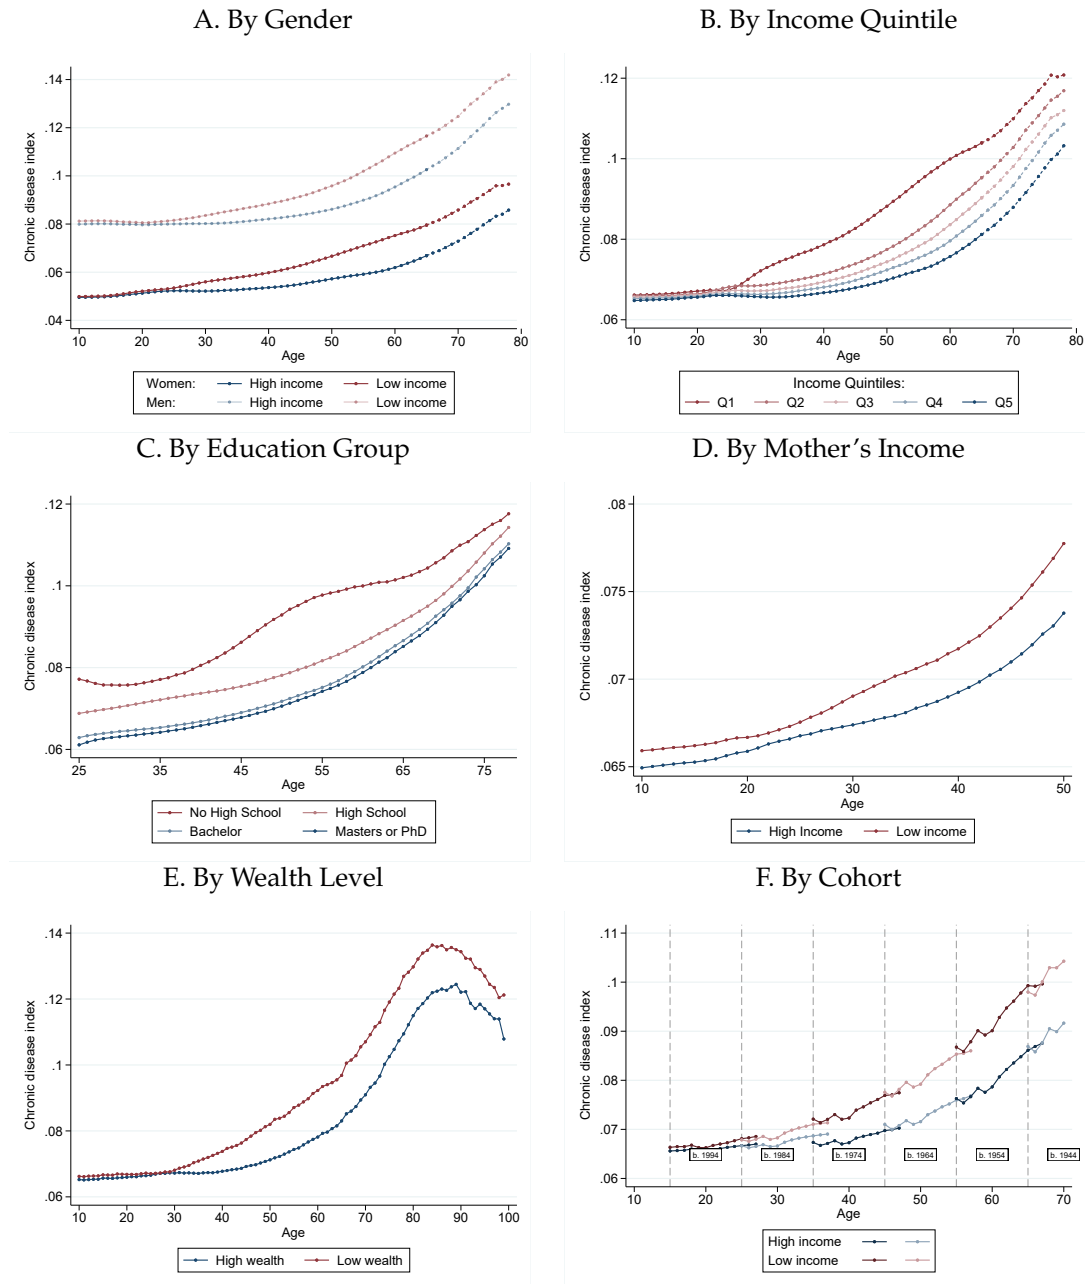 A. By Gender
Chronic disease index
.14
.12
.1
.08
.06
.04
10 20 30 40 50 60 70 80
Age
Women: High income Low income
Men: High income Low income
B. By Income Quintile
Chronic disease index
.12
.1
.08
.06
10 20 30 40 50 60 70 80
Age
Income Quintiles:
Q1 Q2 Q3 Q4 Q5
C. By Education Group
Chronic disease index
.12
.1
.08
.06
25 35 45 55 65 75
Age
No High School High School
Bachelor Masters or PhD
D. By Mother's Income
Chronic disease index
.08
.075
.07
.065
10 20 30 40 50
Age
High Income Low income
E. By Wealth Level
Chronic disease index
.14
.12
.1
.08
.06
10 20 30 40 50 60 70 80 90 100
Age
High wealth Low wealth
F. By Cohort
Chronic disease index
.11
.1
.09
.08
.07
.06
b. 1994 b. 1984 b. 1974 b. 1964 b. 1954 b. 1944
10 20 30 40 50 60 70
Age
High income
Low income